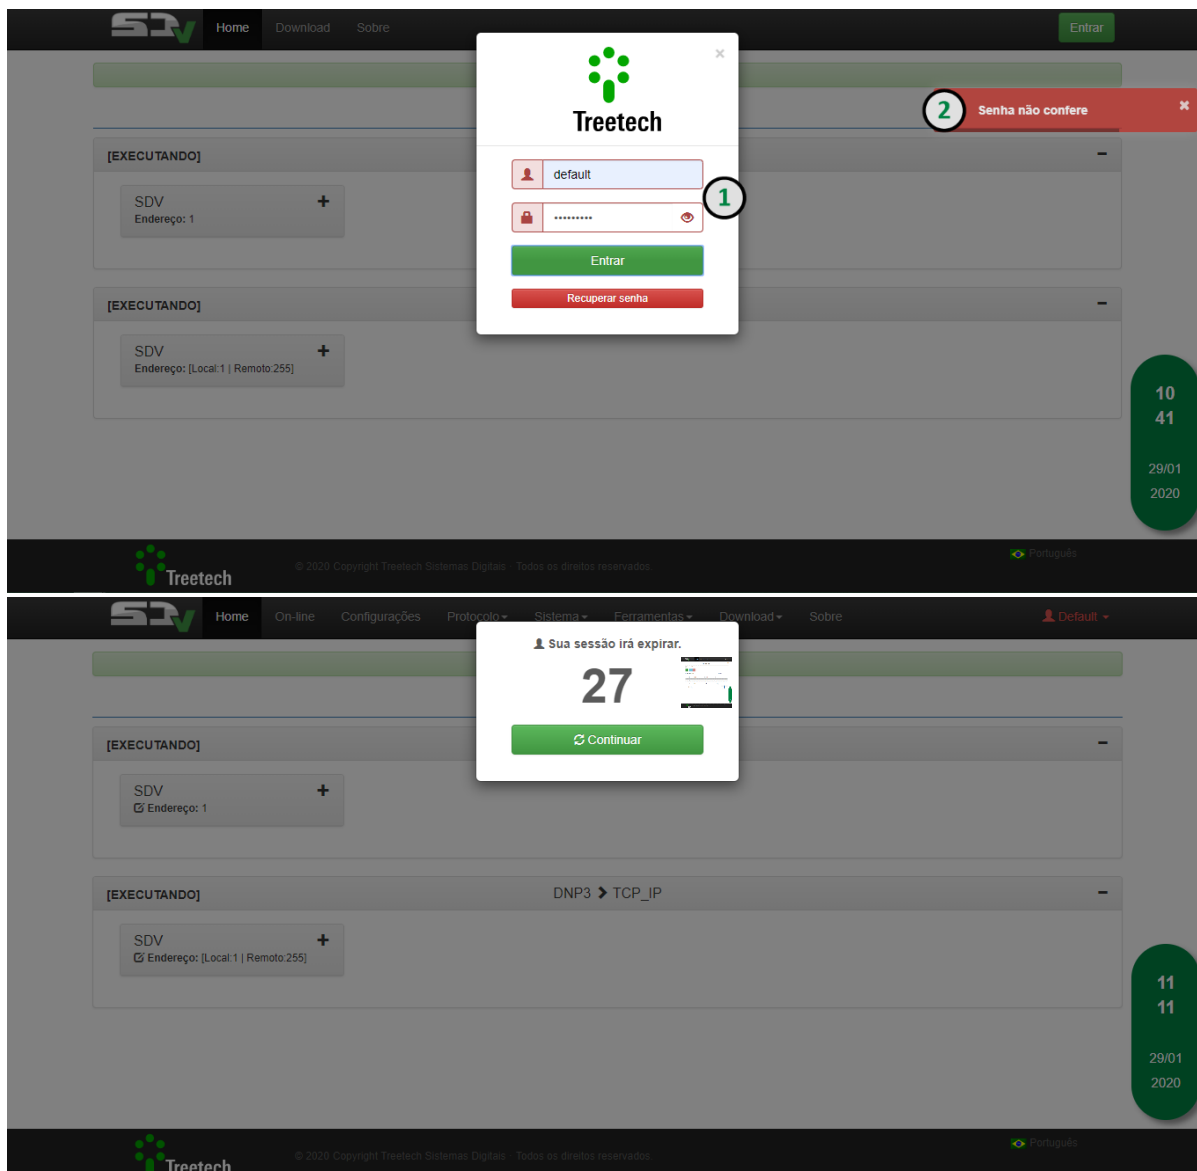 SDV Home Download Sobre Entrar
Treetech
×
2 Senha não confere ×
[EXECUTANDO] −
default
1
SDV +
Endereço: 1
•••••••••
Entrar
Recuperar senha
[EXECUTANDO] −
SDV +
Endereço: [Local:1 | Remoto:255]
10
41
29/01
2020
Treetech © 2020 Copyright Treetech Sistemas Digitais - Todos os direitos reservados. Português
SDV Home On-line Configurações Protocolo Sistema Ferramentas Download Sobre Default
Sua sessão irá expirar.
27
Continuar
[EXECUTANDO] −
SDV +
Endereço: 1
[EXECUTANDO] DNP3 > TCP_IP −
SDV +
Endereço: [Local:1 | Remoto:255]
11
11
29/01
2020
Treetech © 2020 Copyright Treetech Sistemas Digitais - Todos os direitos reservados. Português